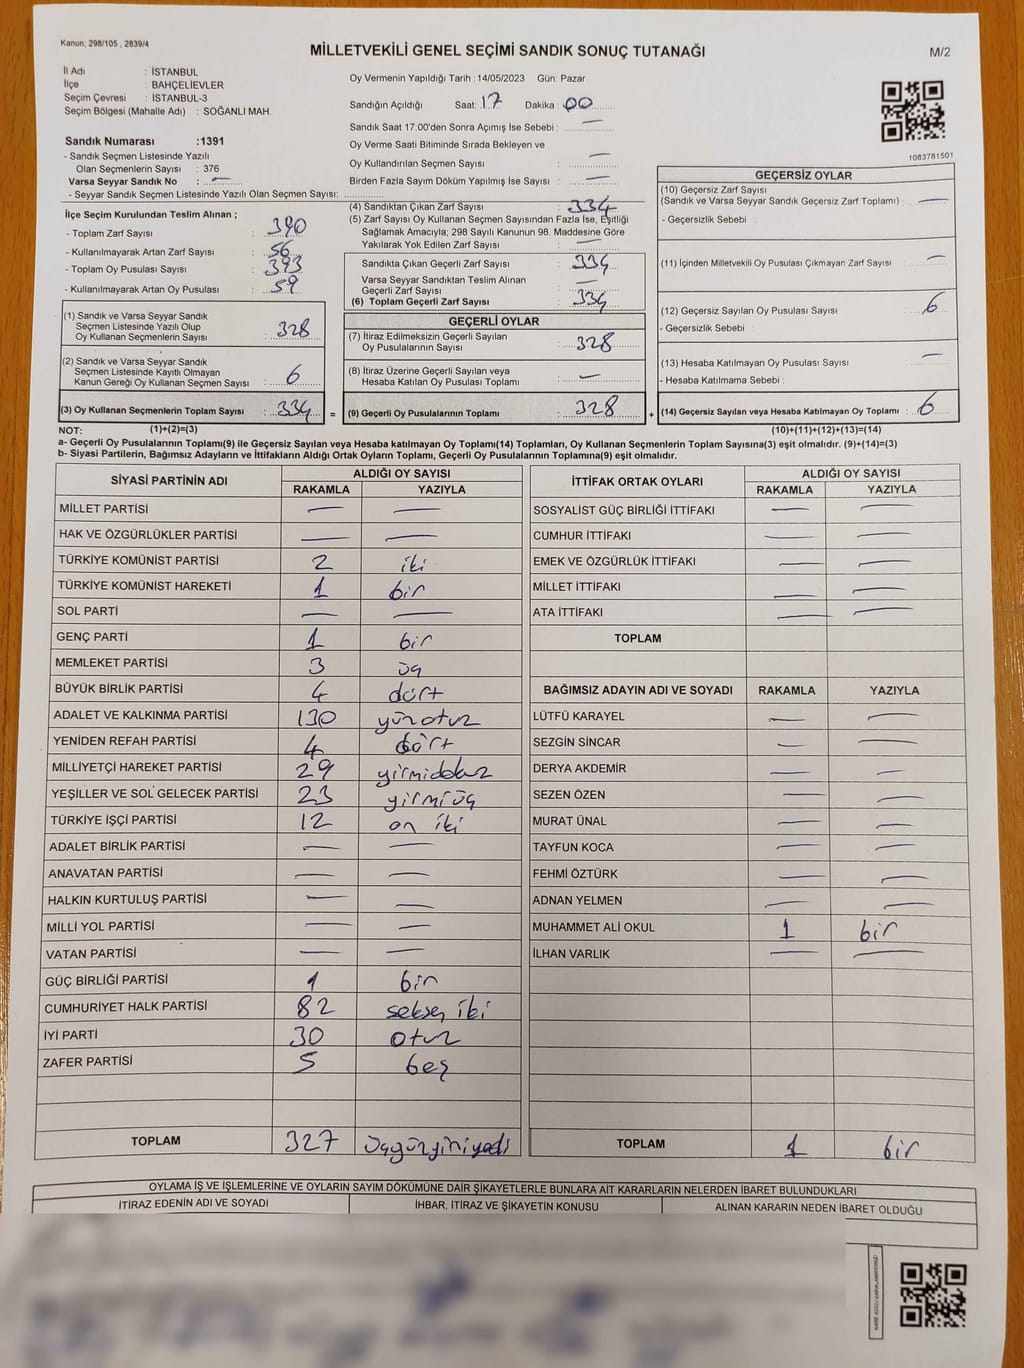 Kanun; 298/105 , 2839/4
MİLLETVEKİLİ GENEL SEÇİMİ SANDIK SONUÇ TUTANAĞI
M/2
İl Adı : İSTANBUL
İlçe : BAHÇELİEVLER
Seçim Çevresi : İSTANBUL-3
Seçim Bölgesi (Mahalle Adı) : SOĞANLI MAH.
Oy Vermenin Yapıldığı Tarih : 14/05/2023 Gün: Pazar
Sandığın Açıldığı Saat: 17 Dakika : 00
Sandık Saat 17:00'den Sonra Açımış İse Sebebi : —
Oy Verme Saati Bitiminde Sırada Bekleyen ve
Oy Kullandırılan Seçmen Sayısı : —
Birden Fazla Sayım Döküm Yapılmış İse Sayısı : —
1083781501
Sandık Numarası :1391
- Sandık Seçmen Listesinde Yazılı
Olan Seçmenlerin Sayısı : 376
Varsa Seyyar Sandık No : —
- Seyyar Sandık Seçmen Listesinde Yazılı Olan Seçmen Sayısı:
İlçe Seçim Kurulundan Teslim Alınan ;
- Toplam Zarf Sayısı : 390
- Kullanılmayarak Artan Zarf Sayısı : 56
- Toplam Oy Pusulası Sayısı : 393
- Kullanılmayarak Artan Oy Pusulası : 59
(1) Sandık ve Varsa Seyyar Sandık
Seçmen Listesinde Yazılı Olup
Oy Kullanan Seçmenlerin Sayısı : 328
(2) Sandık ve Varsa Seyyar Sandık
Seçmen Listesinde Kayıtlı Olmayan
Kanun Gereği Oy Kullanan Seçmen Sayısı : 6
(3) Oy Kullanan Seçmenlerin Toplam Sayısı : 334 =
(4) Sandıktan Çıkan Zarf Sayısı : 334
(5) Zarf Sayısı Oy Kullanan Seçmen Sayısından Fazla İse, Eşitliği
Sağlamak Amacıyla; 298 Sayılı Kanunun 98. Maddesine Göre
Yakılarak Yok Edilen Zarf Sayısı : —
Sandıkta Çıkan Geçerli Zarf Sayısı : 334
Varsa Seyyar Sandıktan Teslim Alınan
Geçerli Zarf Sayısı : —
(6) Toplam Geçerli Zarf Sayısı : 334
GEÇERLİ OYLAR
(7) İtiraz Edilmeksizin Geçerli Sayılan
Oy Pusulalarının Sayısı : 328
(8) İtiraz Üzerine Geçerli Sayılan veya
Hesaba Katılan Oy Pusulası Toplamı : —
(9) Geçerli Oy Pusulalarının Toplamı : 328 +
GEÇERSİZ OYLAR
(10) Geçersiz Zarf Sayısı
(Sandık ve Varsa Seyyar Sandık Geçersiz Zarf Toplamı) : —
- Geçersizlik Sebebi :
(11) İçinden Milletvekili Oy Pusulası Çıkmayan Zarf Sayısı : —
(12) Geçersiz Sayılan Oy Pusulası Sayısı : 6
- Geçersizlik Sebebi :
(13) Hesaba Katılmayan Oy Pusulası Sayısı : —
- Hesaba Katılmama Sebebi :
(14) Geçersiz Sayılan veya Hesaba Katılmayan Oy Toplamı : 6
NOT: (1)+(2)=(3) (10)+(11)+(12)+(13)=(14)
a- Geçerli Oy Pusulalarının Toplamı(9) ile Geçersiz Sayılan veya Hesaba katılmayan Oy Toplamı(14) Toplamları, Oy Kullanan Seçmenlerin Toplam Sayısına(3) eşit olmalıdır. (9)+(14)=(3)
b- Siyasi Partilerin, Bağımsız Adayların ve İttifakların Aldığı Ortak Oyların Toplamı, Geçerli Oy Pusulalarının Toplamına(9) eşit olmalıdır.
SİYASİ PARTİNİN ADI ALDIĞI OY SAYISI
RAKAMLA YAZIYLA
MİLLET PARTİSİ — —
HAK VE ÖZGÜRLÜKLER PARTİSİ — —
TÜRKİYE KOMÜNİST PARTİSİ 2 iki
TÜRKİYE KOMÜNİST HAREKETİ 1 bir
SOL PARTİ — —
GENÇ PARTİ 1 bir
MEMLEKET PARTİSİ 3 üç
BÜYÜK BİRLİK PARTİSİ 4 dört
ADALET VE KALKINMA PARTİSİ 130 yüzotuz
YENİDEN REFAH PARTİSİ 4 dört
MİLLİYETÇİ HAREKET PARTİSİ 29 yirmidokuz
YEŞİLLER VE SOL GELECEK PARTİSİ 23 yirmiüç
TÜRKİYE İŞÇİ PARTİSİ 12 on iki
ADALET BİRLİK PARTİSİ — —
ANAVATAN PARTİSİ — —
HALKIN KURTULUŞ PARTİSİ — —
MİLLİ YOL PARTİSİ — —
VATAN PARTİSİ — —
GÜÇ BİRLİĞİ PARTİSİ 1 bir
CUMHURİYET HALK PARTİSİ 82 seksen iki
İYİ PARTİ 30 otuz
ZAFER PARTİSİ 5 beş
TOPLAM 327 üçyüzyirmiyedi
İTTİFAK ORTAK OYLARI ALDIĞI OY SAYISI
RAKAMLA YAZIYLA
SOSYALİST GÜÇ BİRLİĞİ İTTİFAKI — —
CUMHUR İTTİFAKI — —
EMEK VE ÖZGÜRLÜK İTTİFAKI — —
MİLLET İTTİFAKI — —
ATA İTTİFAKI — —
TOPLAM
BAĞIMSIZ ADAYIN ADI VE SOYADI RAKAMLA YAZIYLA
LÜTFÜ KARAYEL — —
SEZGİN SİNCAR — —
DERYA AKDEMİR — —
SEZEN ÖZEN — —
MURAT ÜNAL — —
TAYFUN KOCA — —
FEHMİ ÖZTÜRK — —
ADNAN YELMEN — —
MUHAMMET ALİ OKUL 1 bir
İLHAN VARLIK — —
TOPLAM 1 bir
OYLAMA İŞ VE İŞLEMLERİNE VE OYLARIN SAYIM DÖKÜMÜNE DAİR ŞİKAYETLERLE BUNLARA AİT KARARLARIN NELERDEN İBARET BULUNDUKLARI
İTİRAZ EDENİN ADI VE SOYADI İHBAR, İTİRAZ VE ŞİKAYETİN KONUSU ALINAN KARARIN NEDEN İBARET OLDUĞU